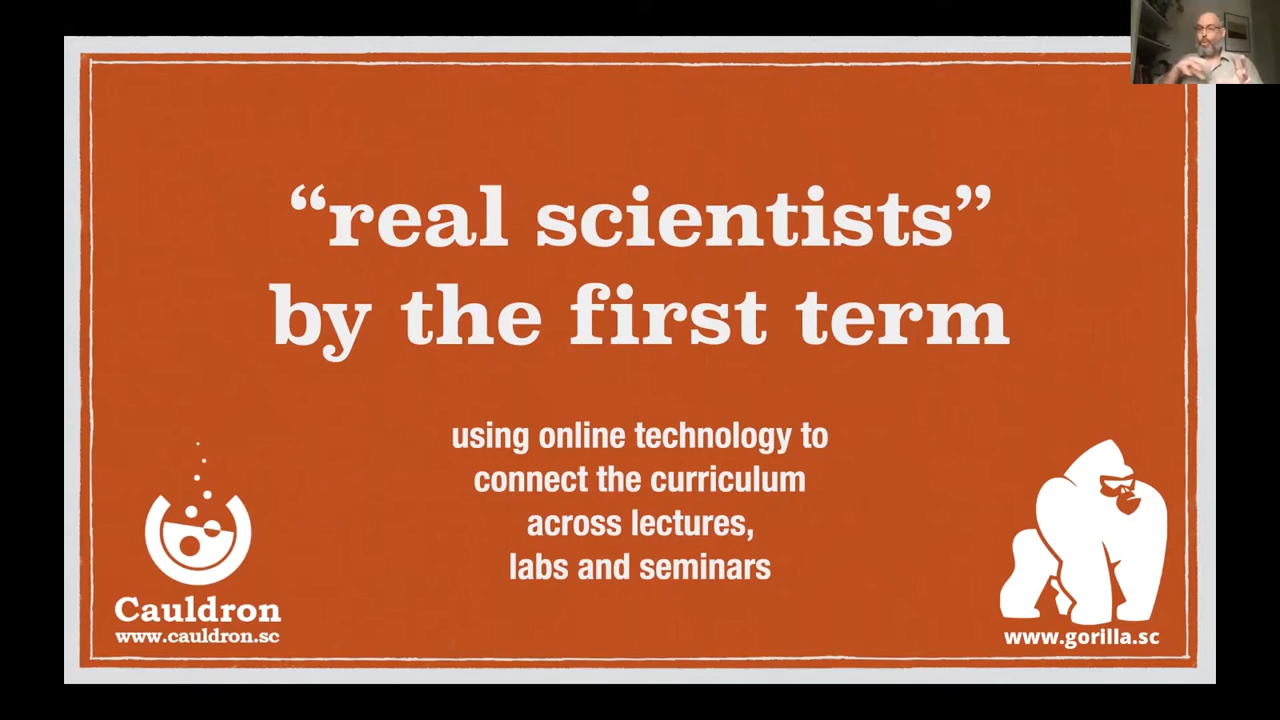 “real scientists”
by the first term
using online technology to
connect the curriculum
across lectures,
labs and seminars
Cauldron
www.cauldron.sc
www.gorilla.sc